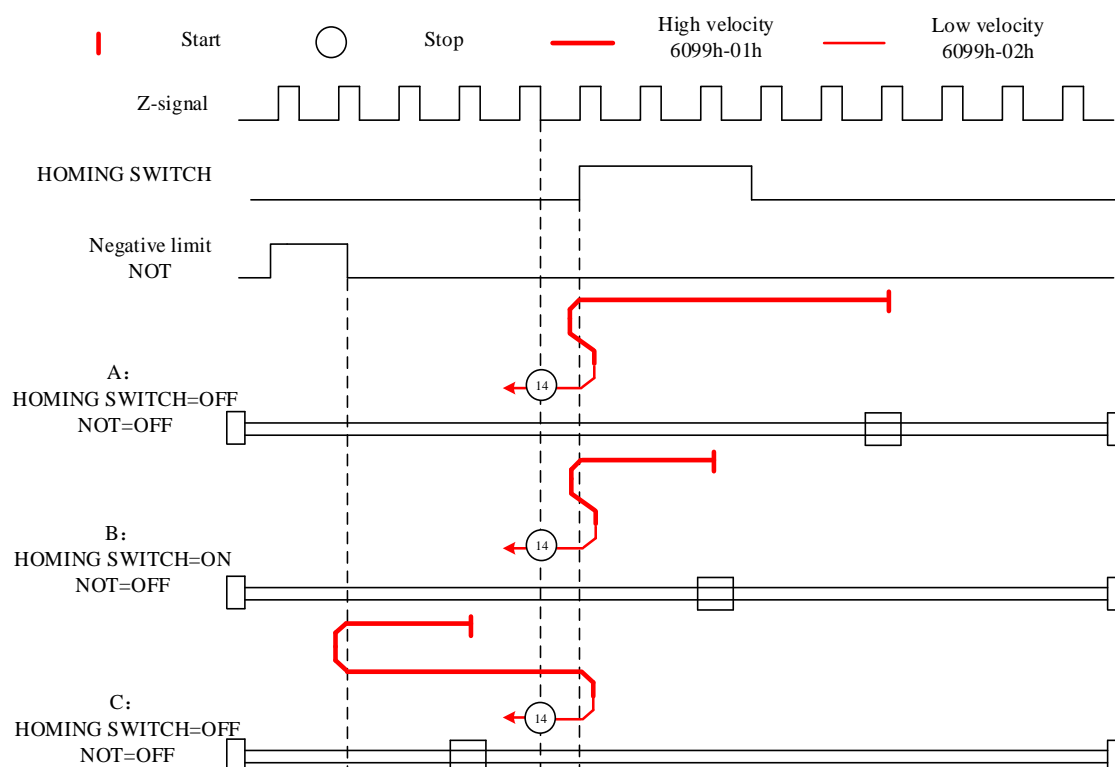 Start
Stop
High velocity
6099h-01h
Low velocity
6099h-02h
Z-signal
HOMING SWITCH
Negative limit
NOT
A：
HOMING SWITCH=OFF
NOT=OFF
14
B：
HOMING SWITCH=ON
NOT=OFF
14
C：
HOMING SWITCH=OFF
NOT=OFF
14